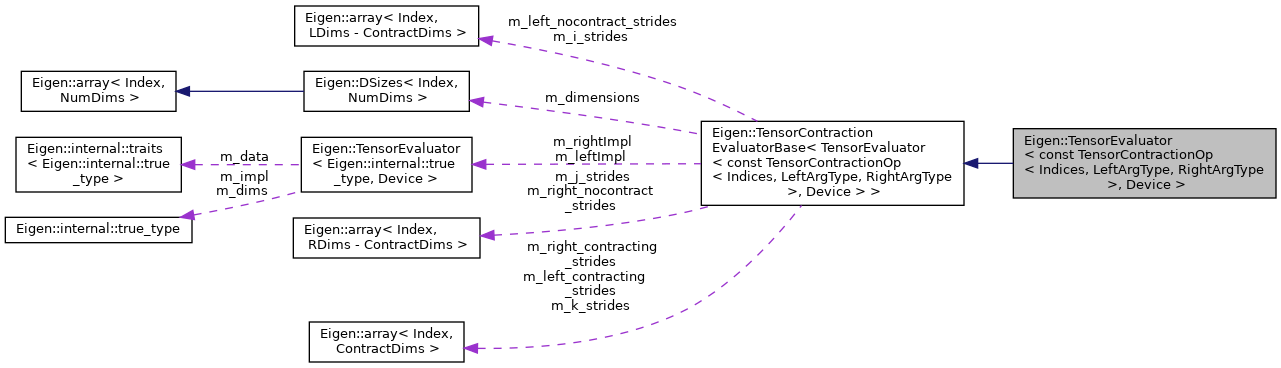 Eigen::array< Index,
LDims - ContractDims >
m_left_nocontract_strides
m_i_strides
Eigen::array< Index,
NumDims >
Eigen::DSizes< Index,
NumDims >
m_dimensions
Eigen::internal::traits
< Eigen::internal::true
_type >
m_data
Eigen::TensorEvaluator
< Eigen::internal::true
_type, Device >
m_rightImpl
m_leftImpl
Eigen::TensorContraction
EvaluatorBase< TensorEvaluator
< const TensorContractionOp
< Indices, LeftArgType, RightArgType
>, Device > >
Eigen::TensorEvaluator
< const TensorContractionOp
< Indices, LeftArgType, RightArgType
>, Device >
m_impl
m_dims
Eigen::internal::true_type
m_j_strides
m_right_nocontract
_strides
Eigen::array< Index,
RDims - ContractDims >
m_right_contracting
_strides
m_left_contracting
_strides
m_k_strides
Eigen::array< Index,
ContractDims >